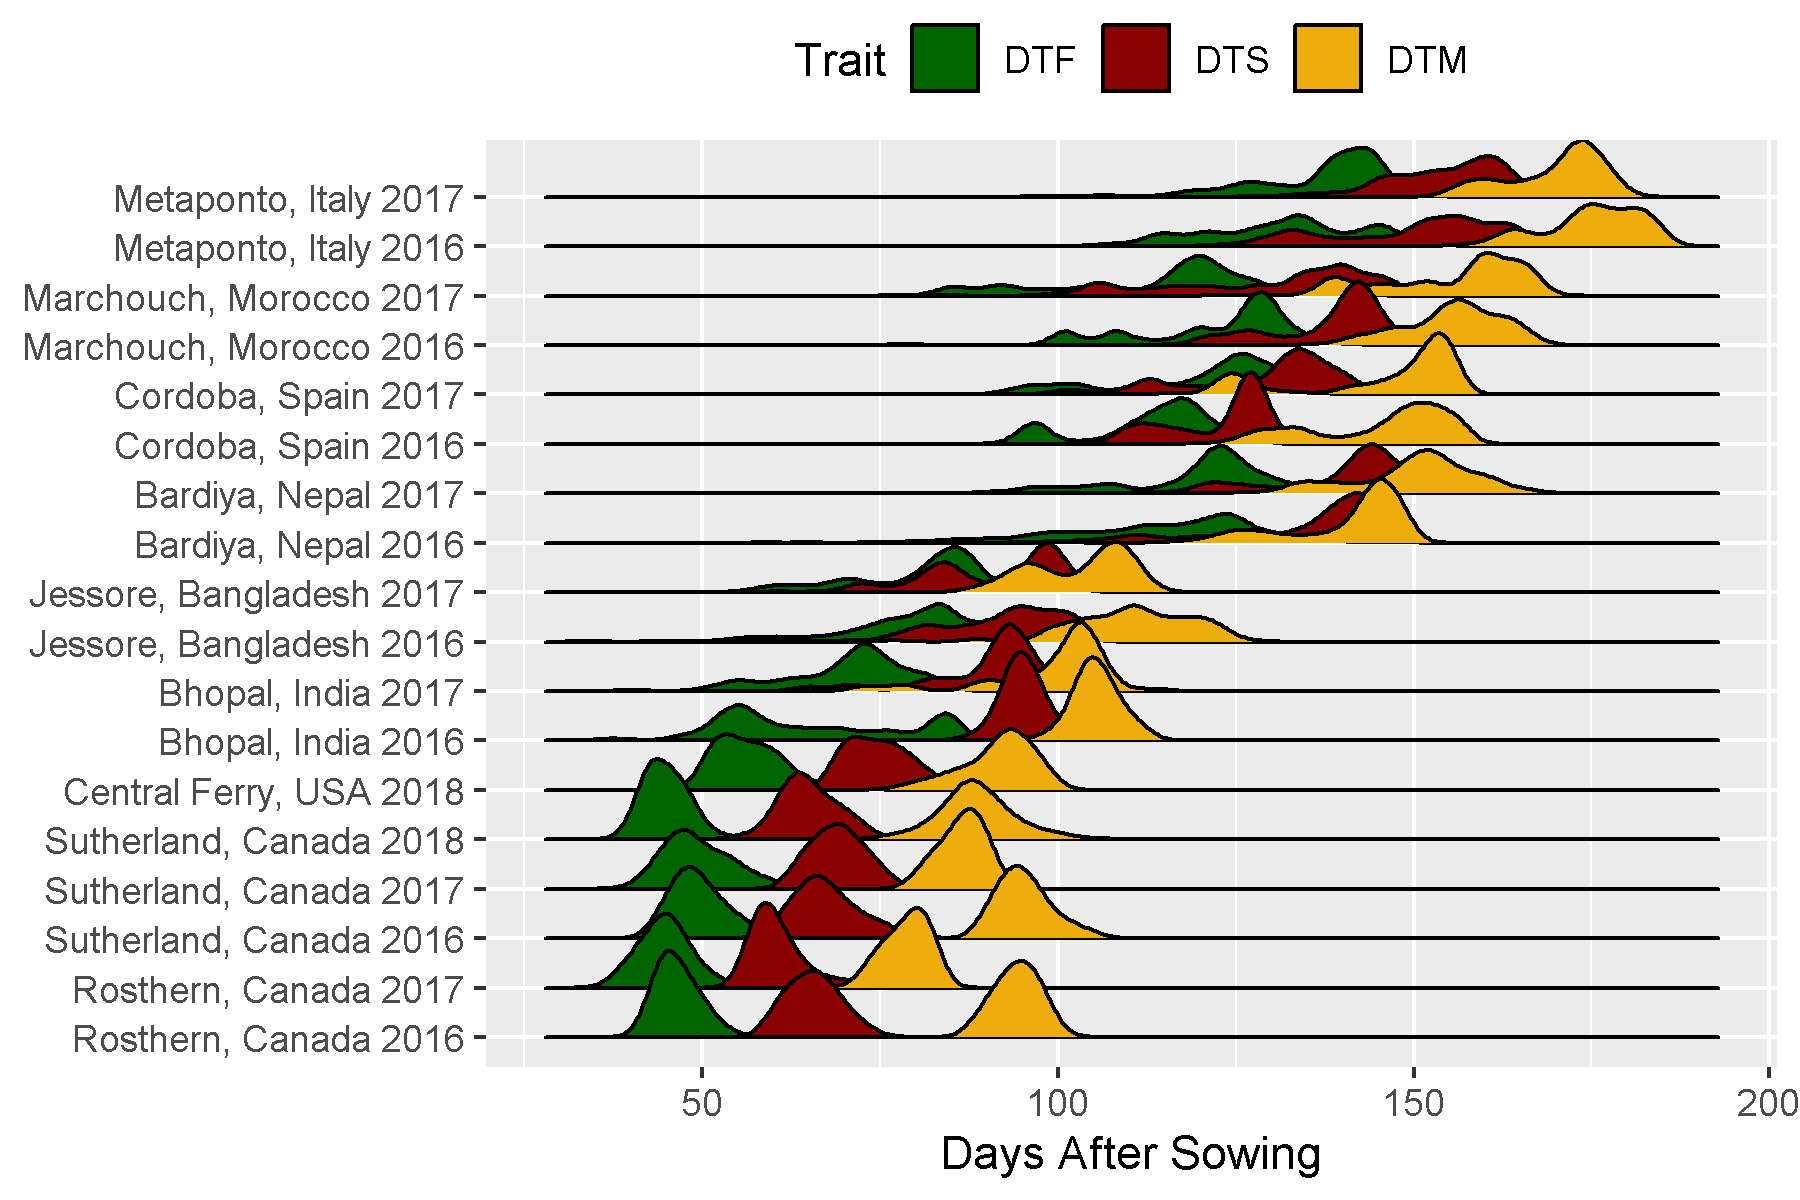 Trait DTF DTS DTM
Metaponto, Italy 2017
Metaponto, Italy 2016
Marchouch, Morocco 2017
Marchouch, Morocco 2016
Cordoba, Spain 2017
Cordoba, Spain 2016
Bardiya, Nepal 2017
Bardiya, Nepal 2016
Jessore, Bangladesh 2017
Jessore, Bangladesh 2016
Bhopal, India 2017
Bhopal, India 2016
Central Ferry, USA 2018
Sutherland, Canada 2018
Sutherland, Canada 2017
Sutherland, Canada 2016
Rosthern, Canada 2017
Rosthern, Canada 2016
50 100 150 200
Days After Sowing